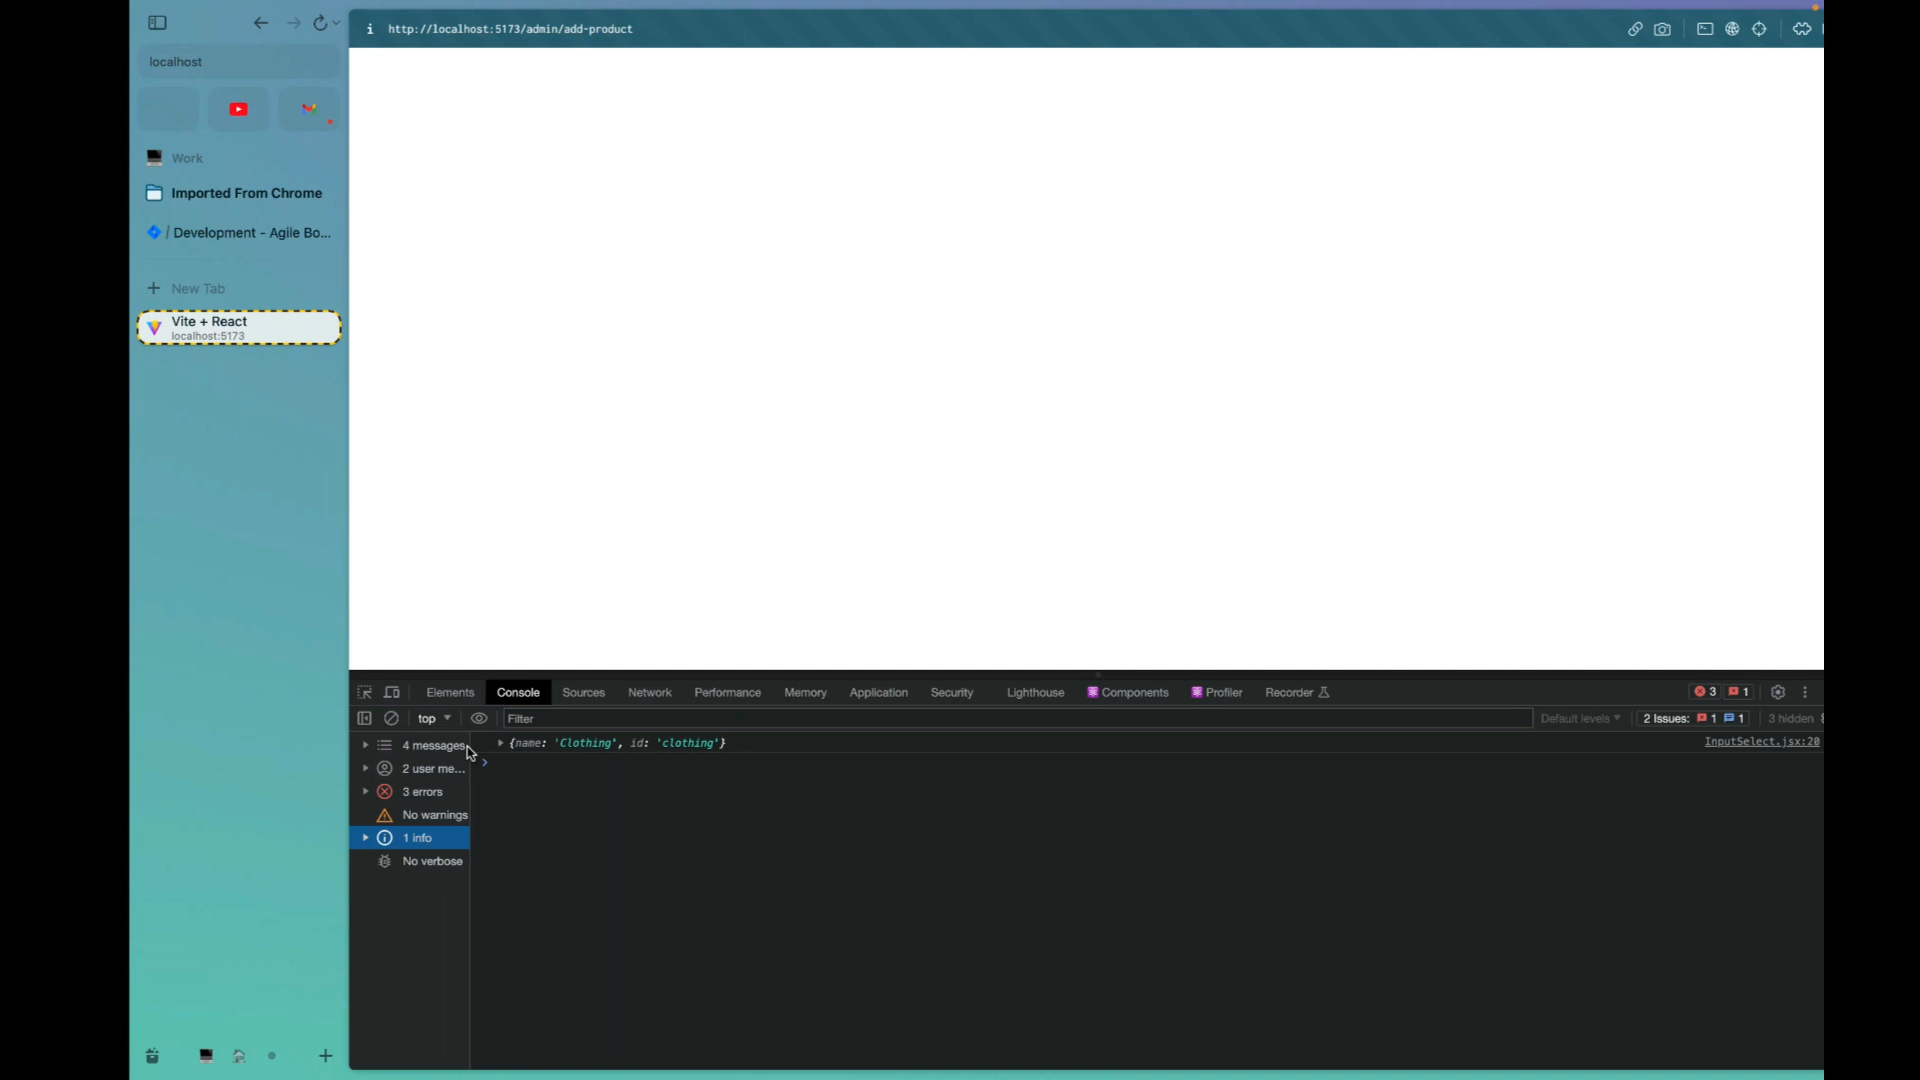 http://localhost:5173/admin/add-product
localhost
Work
Imported From Chrome
/ Development - Agile Bo...
New Tab
Vite + React
localhost:5173
Elements Console Sources Network Performance Memory Application Security Lighthouse Components Profiler Recorder 3 1
top Filter Default levels 2 Issues: 1 1 3 hidden
4 messages
{name: 'Clothing', id: 'clothing'} InputSelect.jsx:20
2 user me...
3 errors
No warnings
1 info
No verbose